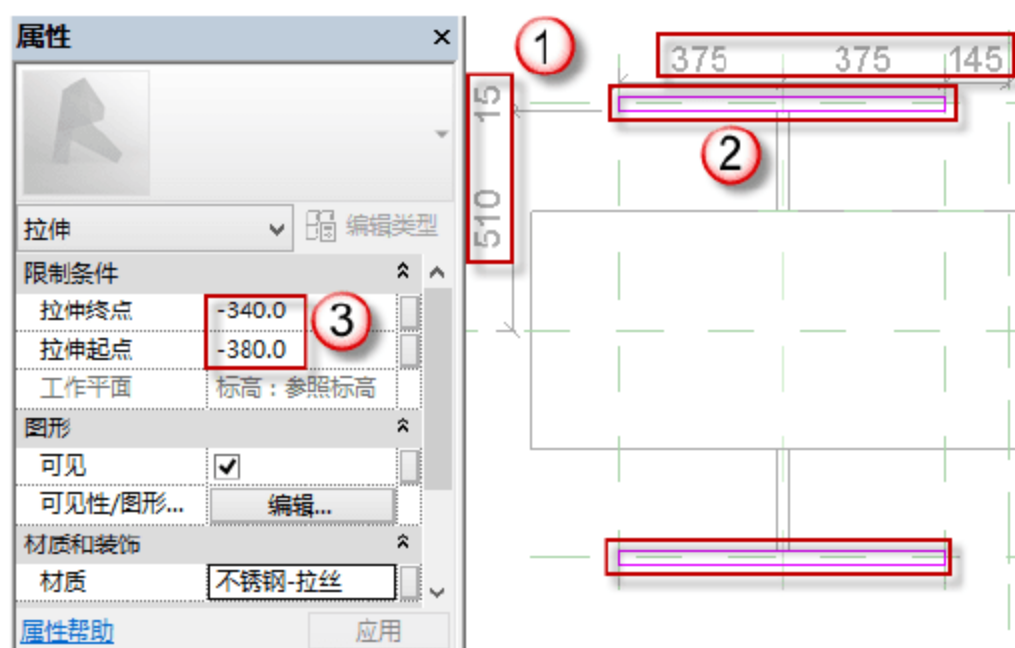 属性
拉伸
编辑类型
限制条件
拉伸终点 -340.0
拉伸起点 -380.0
工作平面 标高：参照标高
图形
可见
可见性/图形... 编辑...
材质和装饰
材质 不锈钢-拉丝
属性帮助 应用
1
375 375 145
15
2
510
3